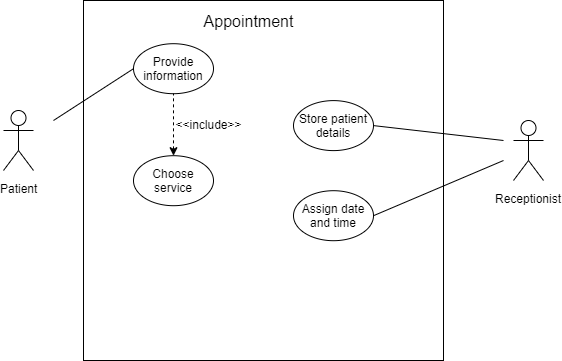 Appointment
Provide
information
<<include>>
Choose
service
Store patient
details
Assign date
and time
Patient
Receptionist